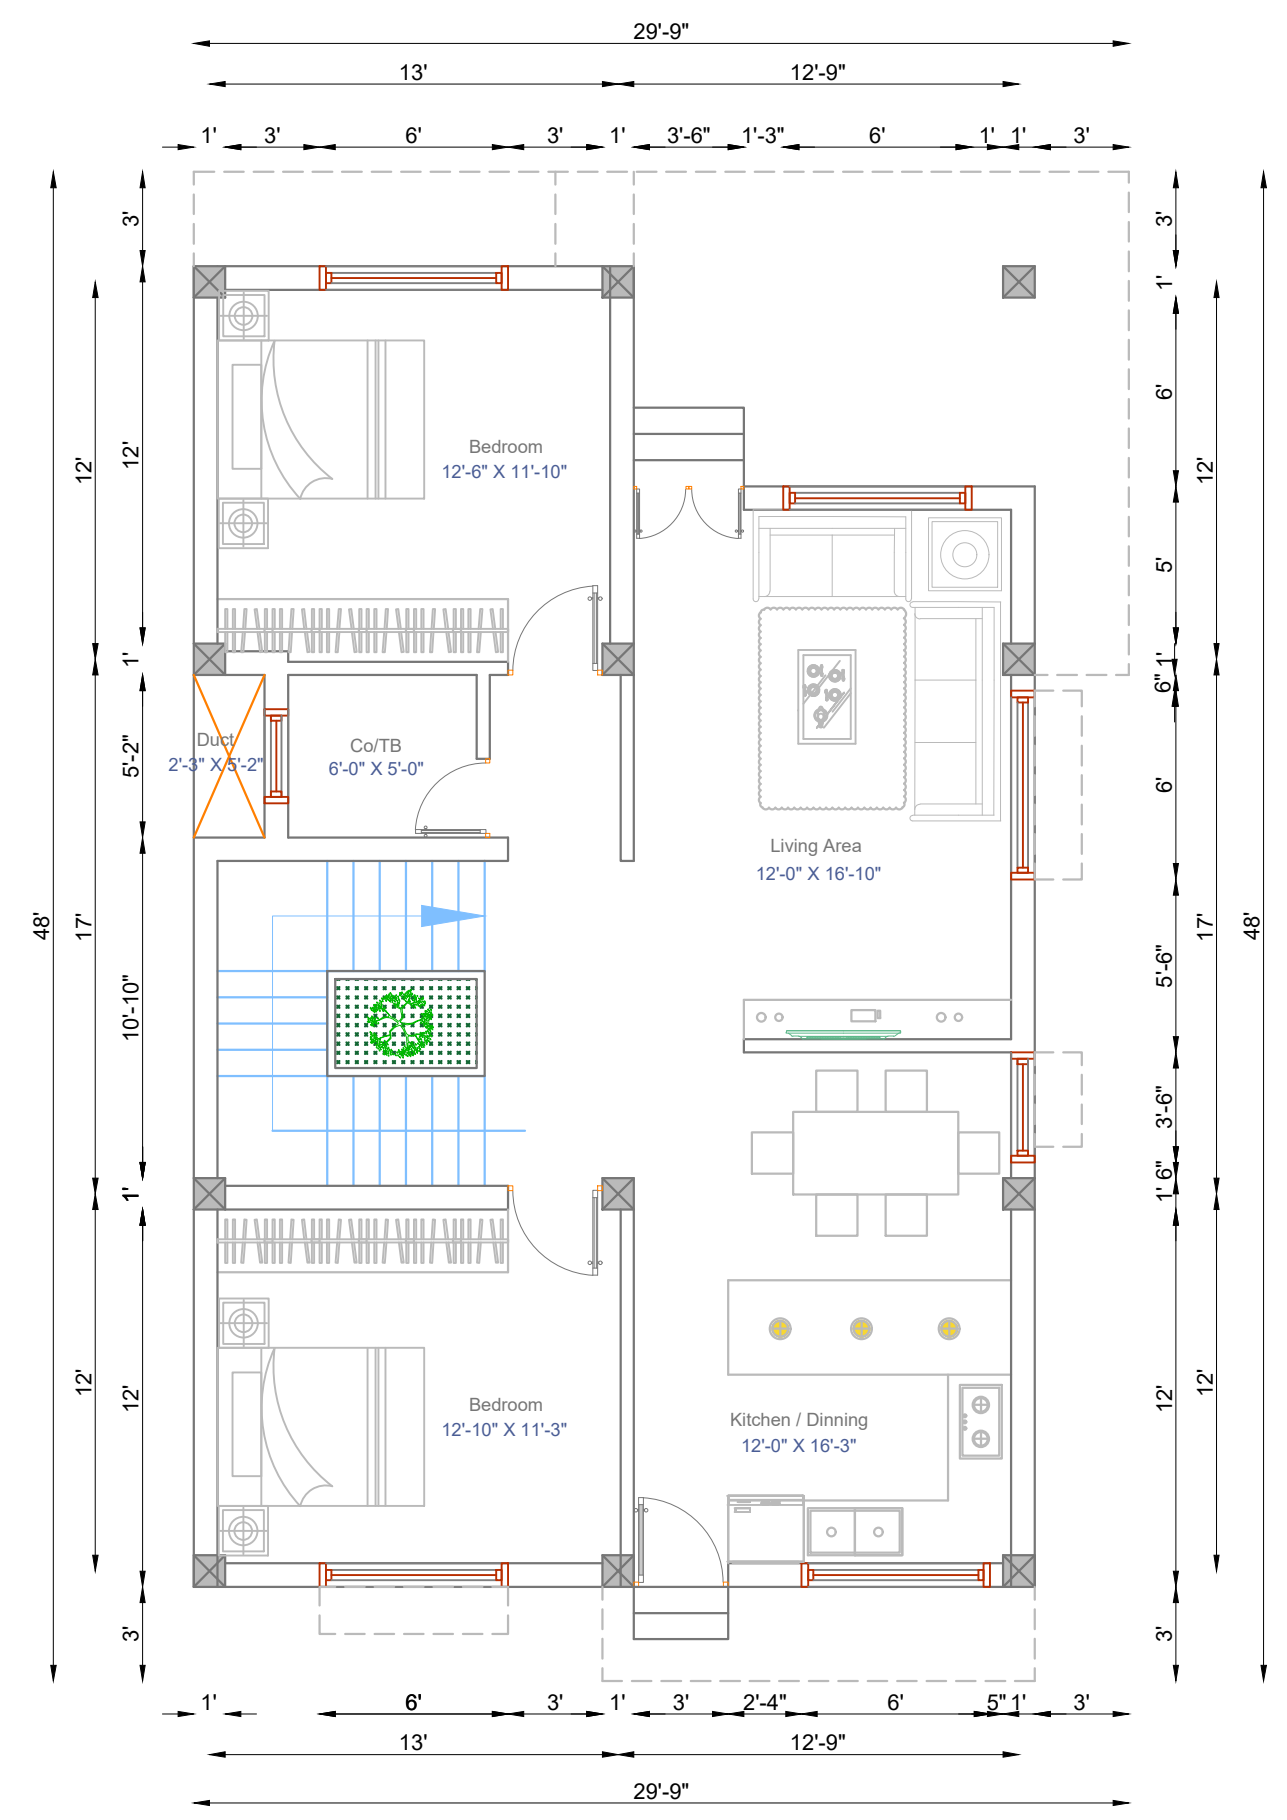 29'-9"
13' 12'-9"
1' 3' 6' 3' 1' 3'-6" 1'-3" 6' 1' 1' 3'
3' 3'
1'
6'
12' 12' 12'
Bedroom
12'-6" X 11'-10"
5'
1' 1'
6"
Duct Co/TB
2'-3" X 5'-2" 6'-0" X 5'-0"
5'-2" 6'
Living Area
12'-0" X 16'-10"
48' 17' 17' 48'
10'-10" 5'-6"
3'-6"
6"
1' 1'
12' 12' 12' 12'
Bedroom
12'-10" X 11'-3"
Kitchen / Dinning
12'-0" X 16'-3"
3' 3'
1' 6' 3' 1' 3' 2'-4" 6' 5" 1' 3'
13' 12'-9"
29'-9"